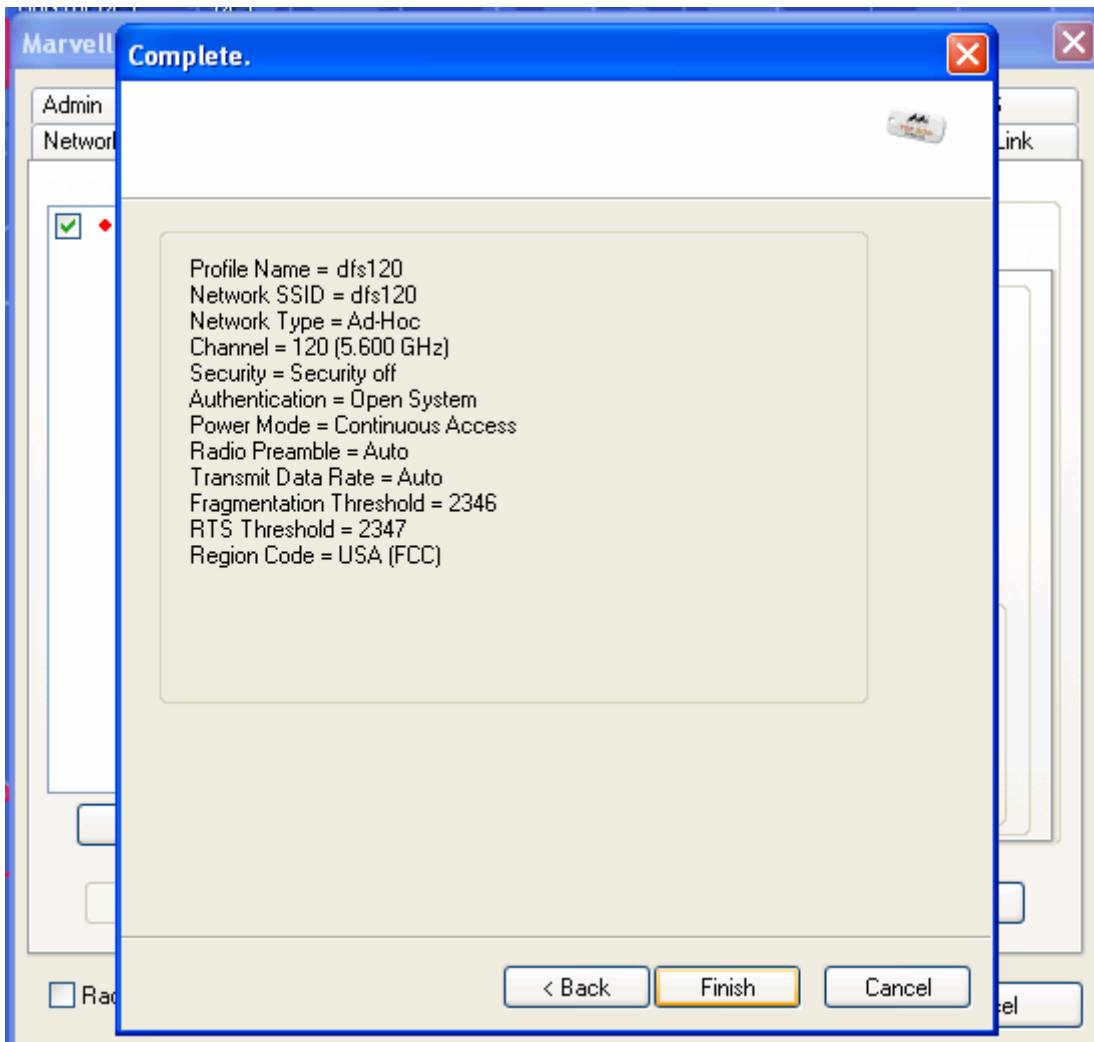 Marvell
Complete.
Admin
Network
Link
Profile Name = dfs120
Network SSID = dfs120
Network Type = Ad-Hoc
Channel = 120 (5.600 GHz)
Security = Security off
Authentication = Open System
Power Mode = Continuous Access
Radio Preamble = Auto
Transmit Data Rate = Auto
Fragmentation Threshold = 2346
RTS Threshold = 2347
Region Code = USA (FCC)
< Back
Finish
Cancel
Rad
cel